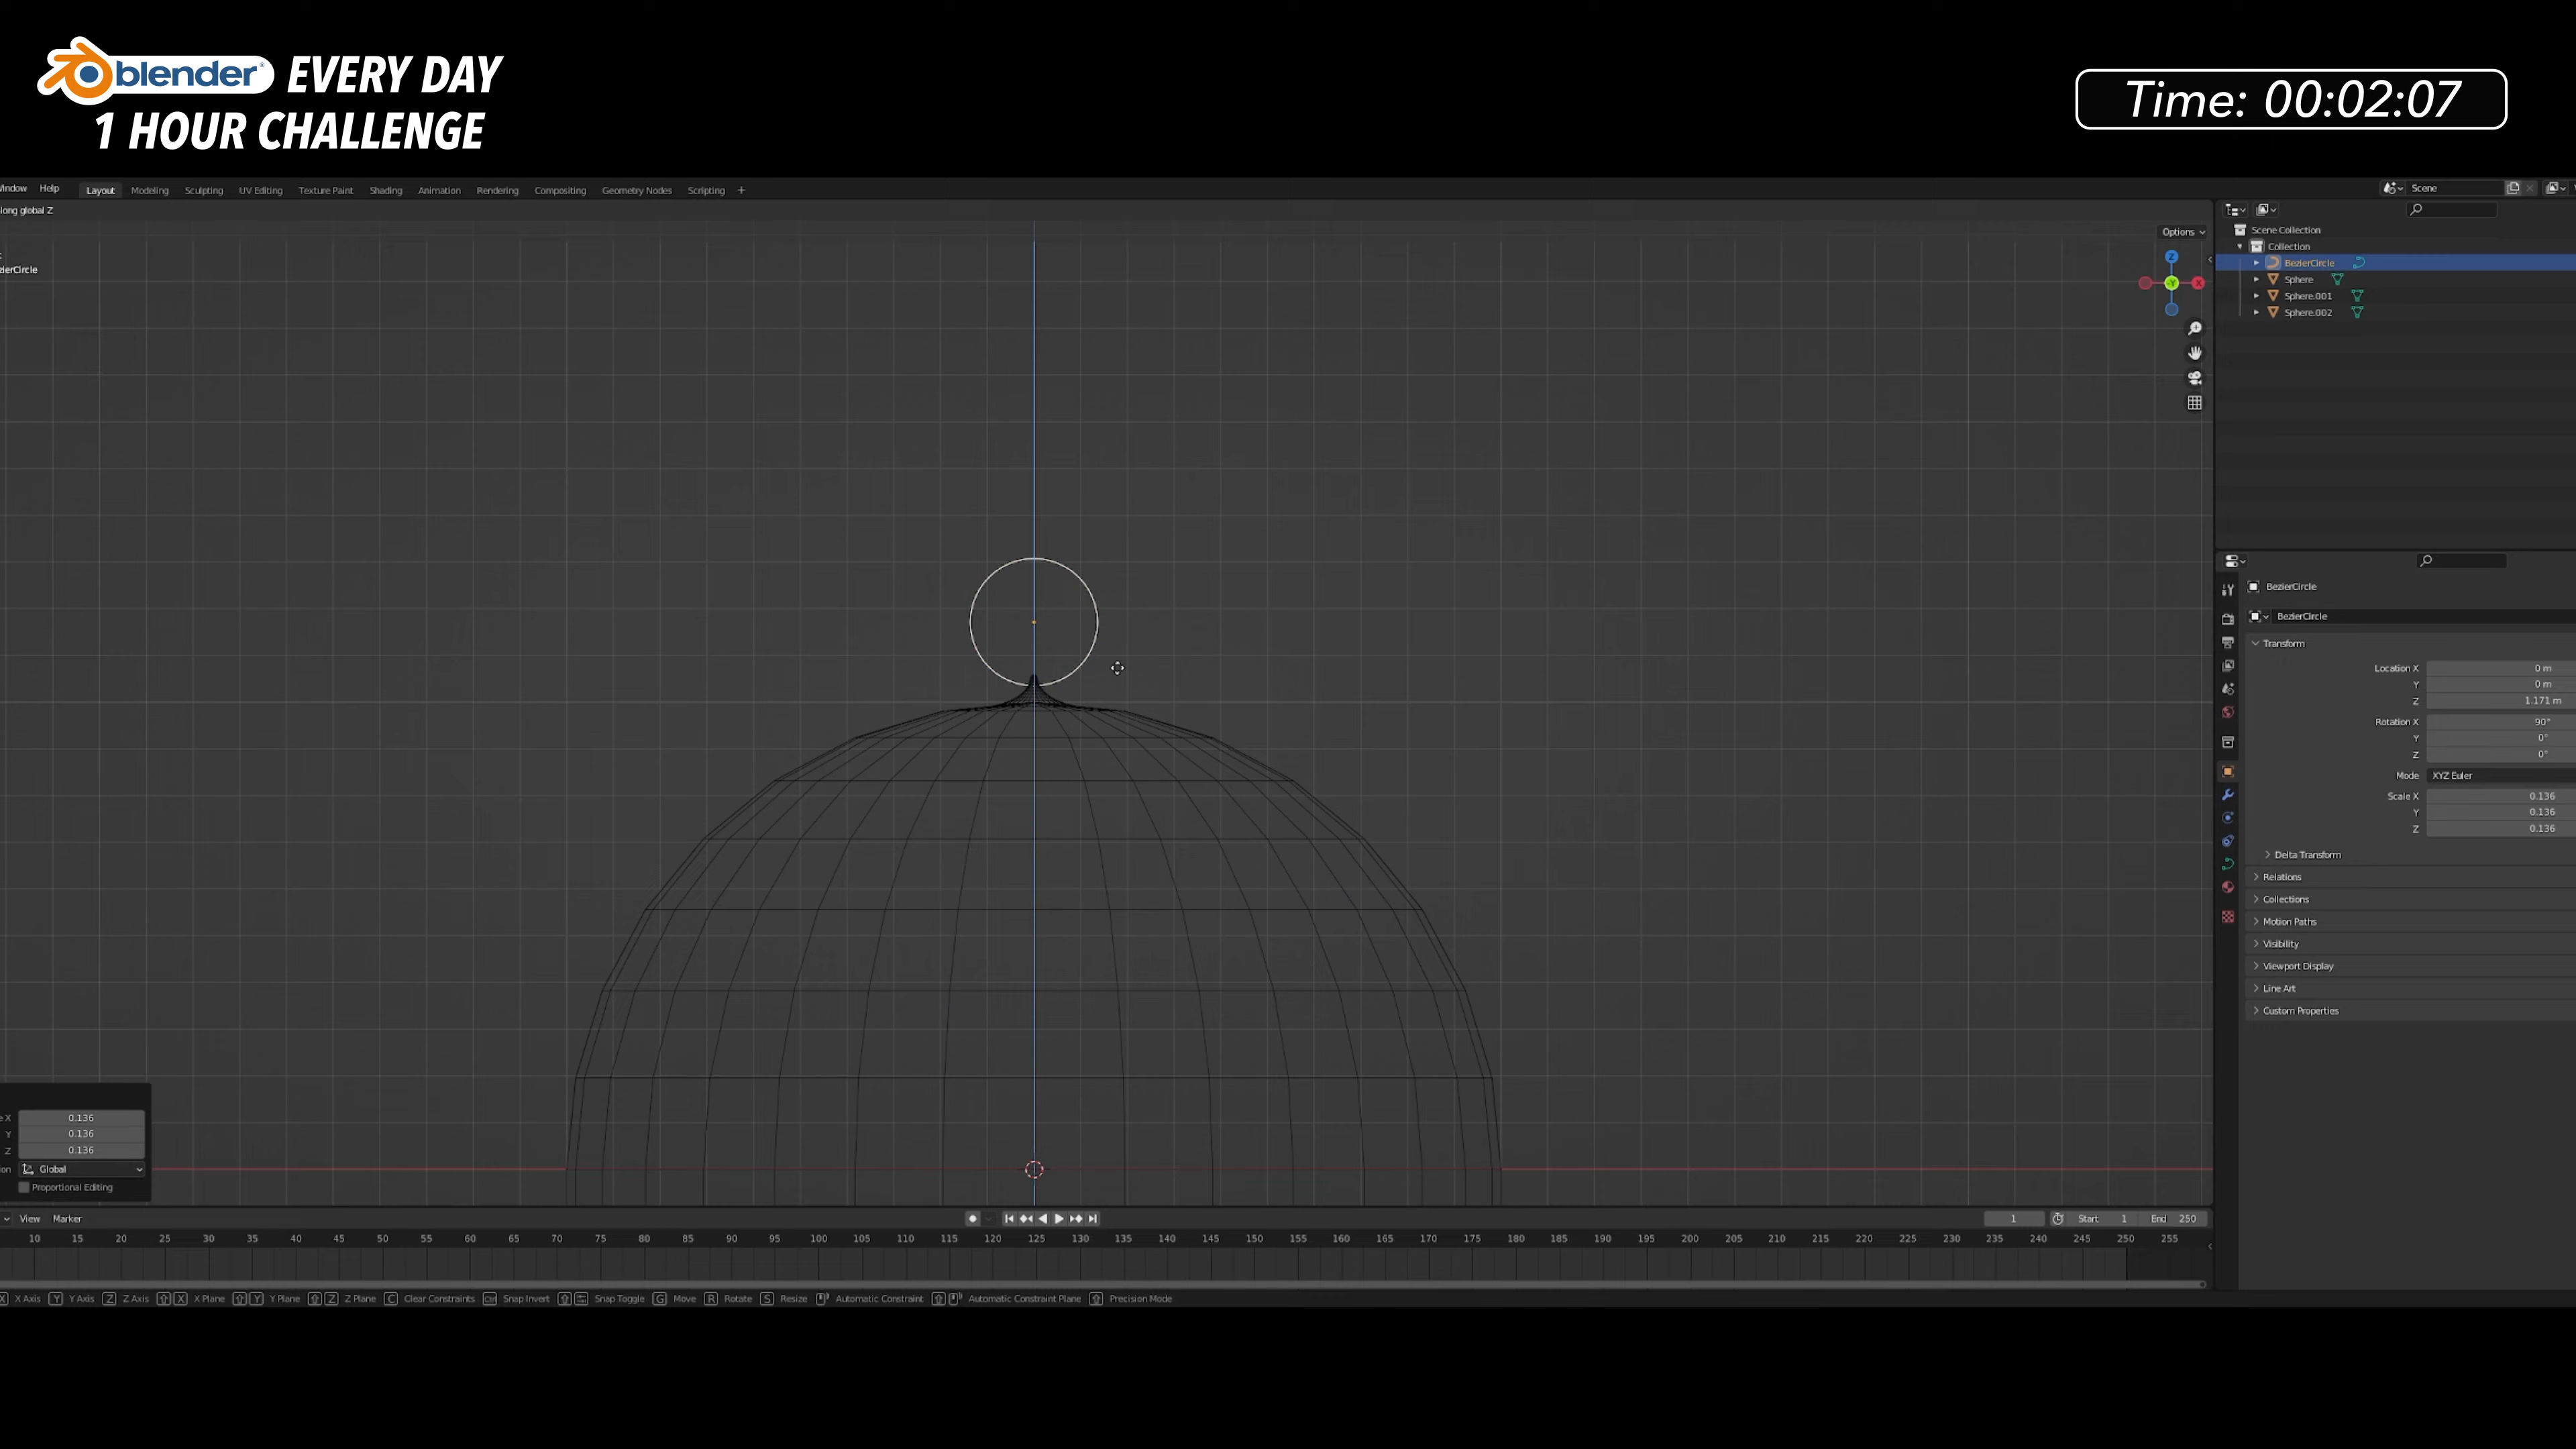 blender EVERY DAY
1 HOUR CHALLENGE
Time: 00:02:07
Window Help Layout Modeling Sculpting UV Editing Texture Paint Shading Animation Rendering Compositing Geometry Nodes Scripting +
Scene
long global Z
Options
zierCircle
Z
Y
X
Scene Collection
Collection
BezierCircle
Sphere
Sphere.001
Sphere.002
BezierCircle
BezierCircle
Transform
Location X 0 m
Y 0 m
Z 1.171 m
Rotation X 90°
Y 0°
Z 0°
Mode XYZ Euler
Scale X 0.136
Y 0.136
Z 0.136
Delta Transform
Relations
Collections
Motion Paths
Visibility
Viewport Display
Line Art
Custom Properties
e X 0.136
Y 0.136
Z 0.136
on Global
Proportional Editing
View Marker
1 Start 1 End 250
10 15 20 25 30 35 40 45 50 55 60 65 70 75 80 85 90 95 100 105 110 115 120 125 130 135 140 145 150 155 160 165 170 175 180 185 190 195 200 205 210 215 220 225 230 235 240 245 250 255
X X Axis Y Y Axis Z Z Axis X X Plane Y Y Plane Z Z Plane C Clear Constraints Ctrl Snap Invert Snap Toggle G Move R Rotate S Resize Automatic Constraint Automatic Constraint Plane Precision Mode